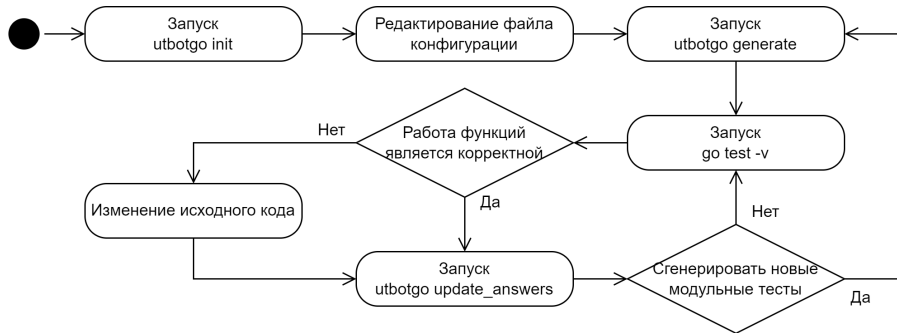 Запуск
utbotgo init
Редактирование файла
конфигурации
Запуск
utbotgo generate
Нет
Работа функций
является корректной
Запуск
go test -v
Изменение исходного кода
Да
Нет
Запуск
utbotgo update_answers
Сгенерировать новые
модульные тесты
Да